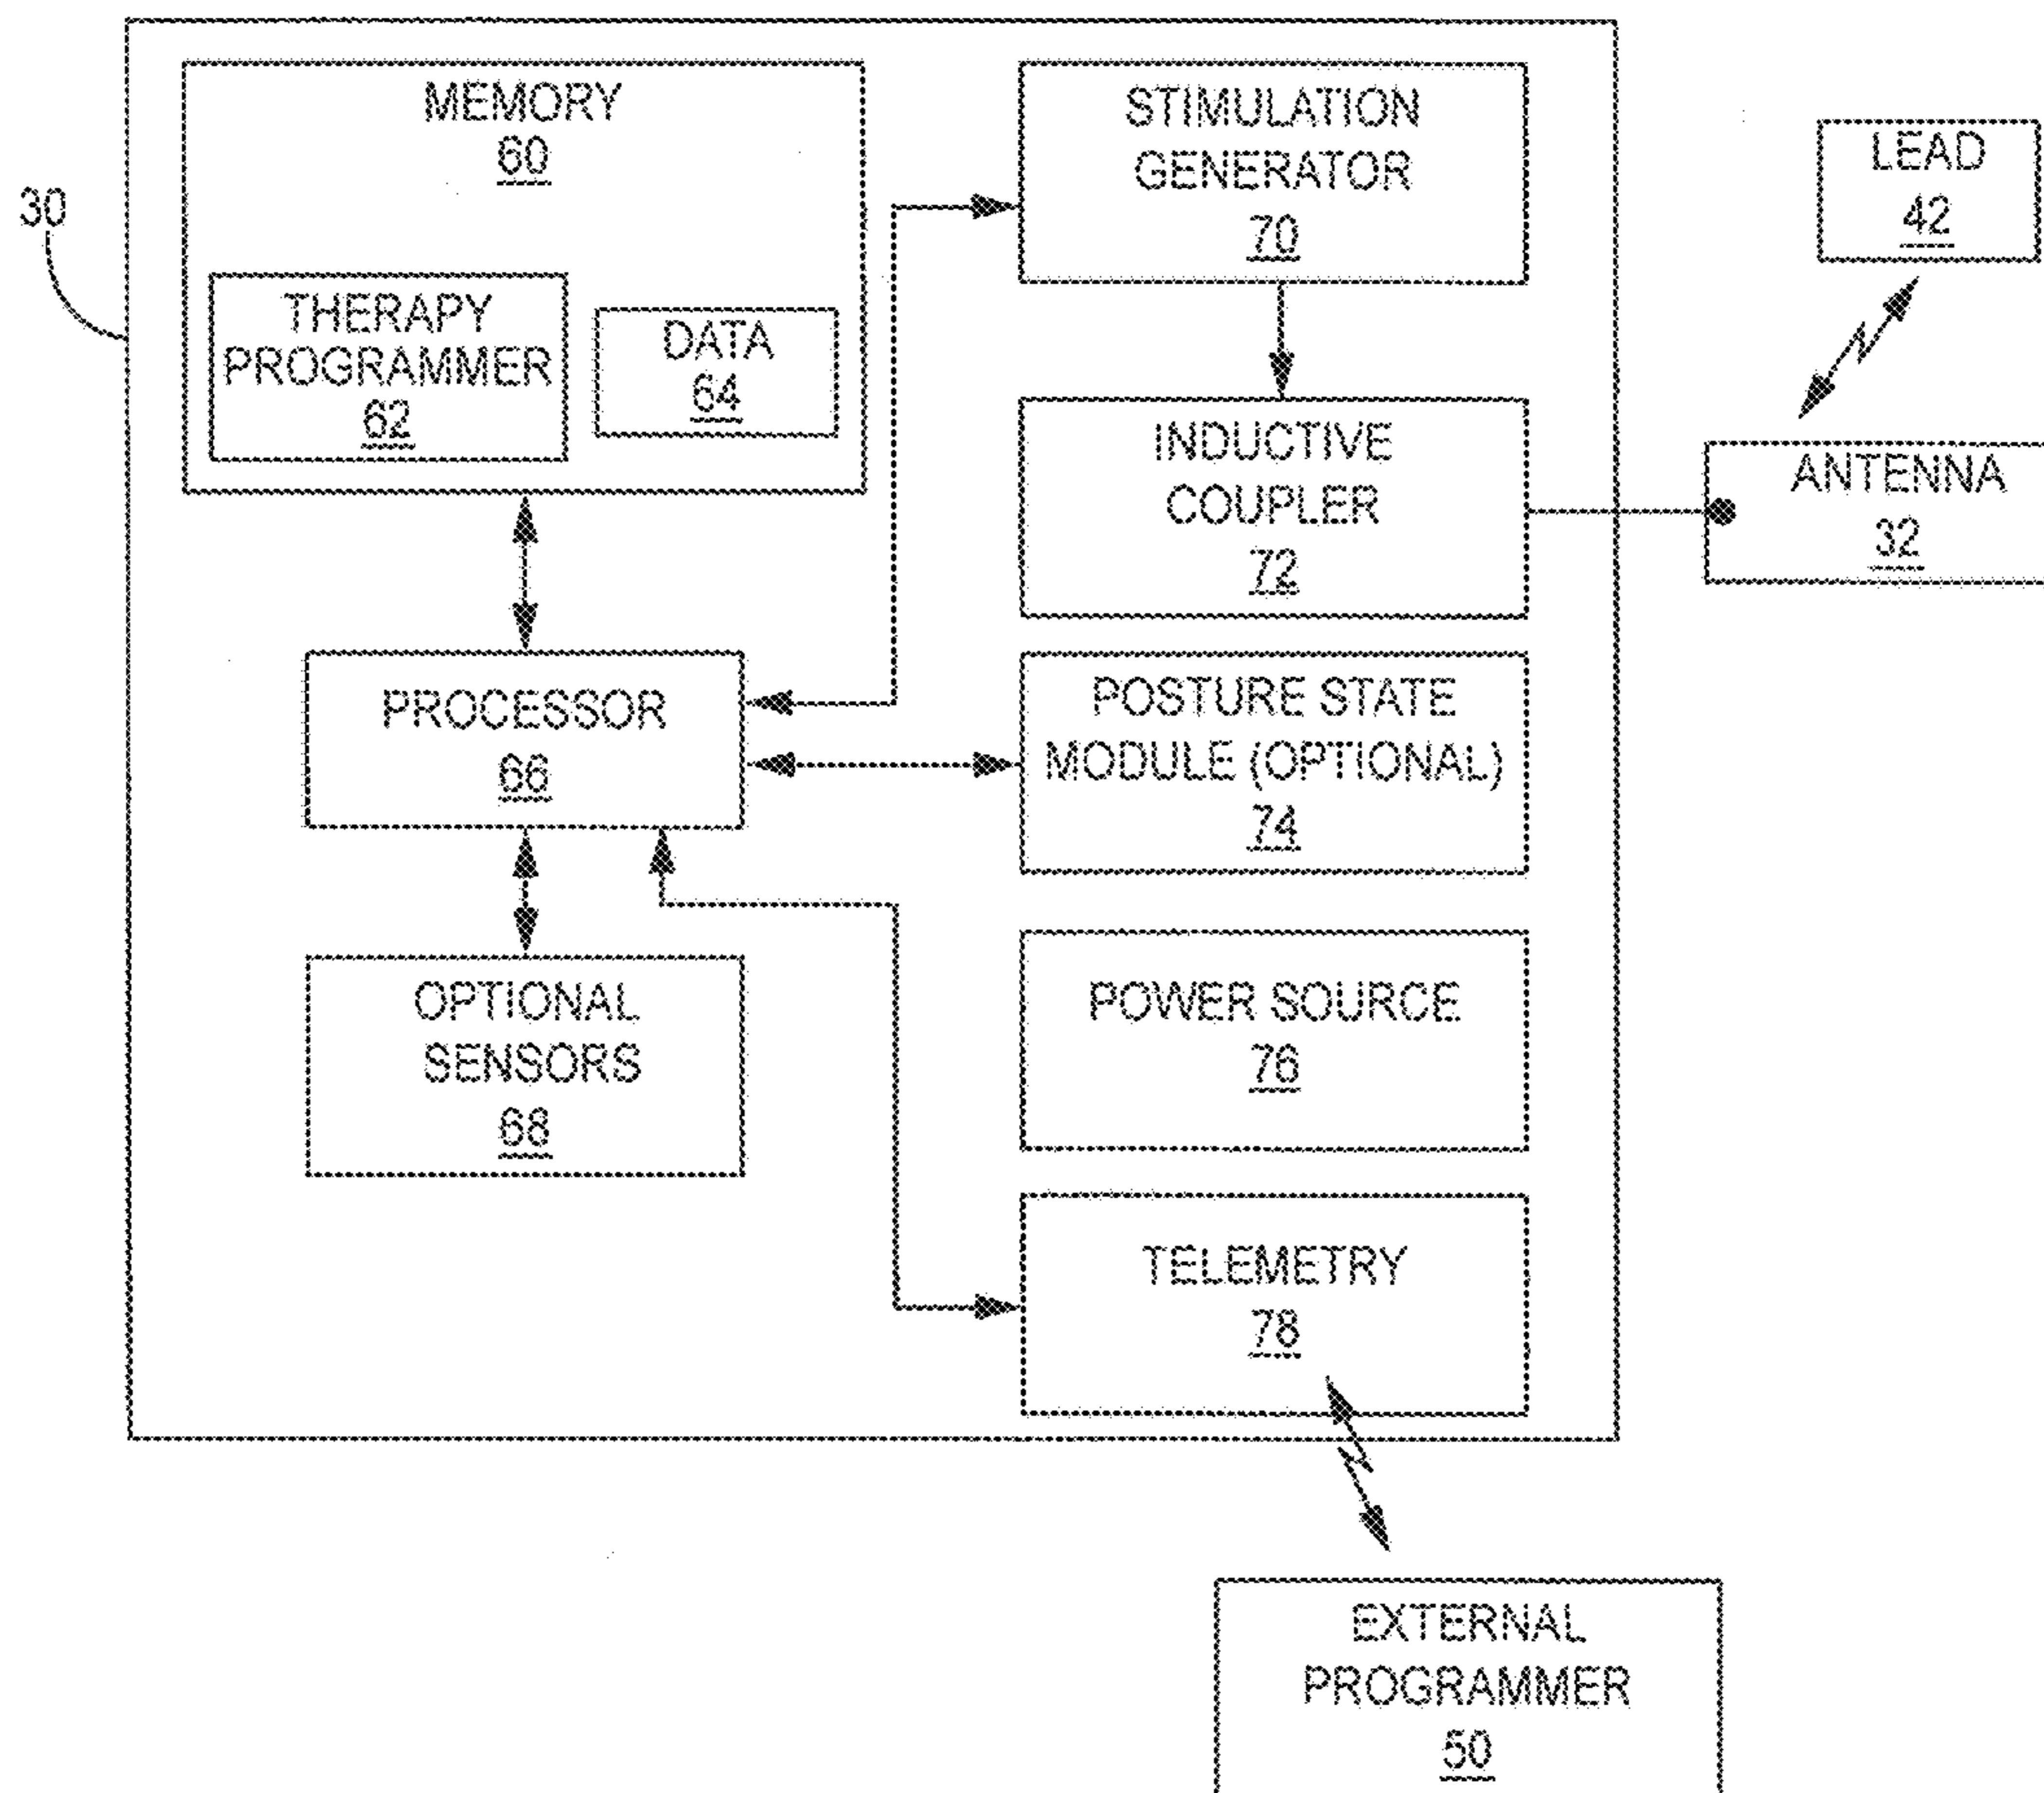 30
MEMORY
60
THERAPY
PROGRAMMER
62
DATA
64
PROCESSOR
66
OPTIONAL
SENSORS
68
STIMULATION
GENERATOR
70
INDUCTIVE
COUPLER
72
POSTURE STATE
MODULE (OPTIONAL)
74
POWER SOURCE
76
TELEMETRY
78
LEAD
42
ANTENNA
32
EXTERNAL
PROGRAMMER
50